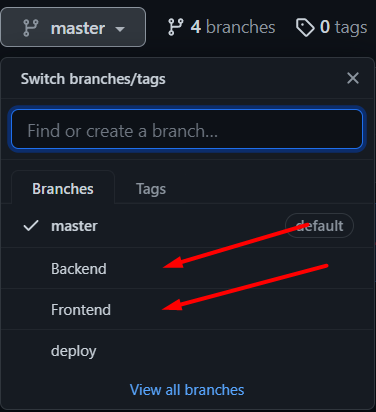 master 4 branches 0 tags
Switch branches/tags
Find or create a branch...
Branches Tags
master default
Backend
Frontend
deploy
View all branches